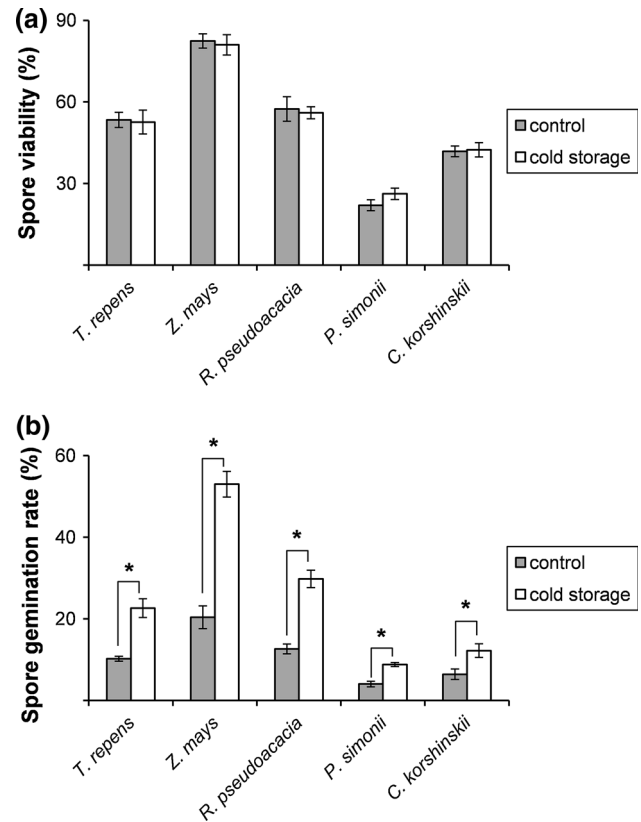 (a)
Spore viability (%)
90
60
30
control
cold storage
T. repens
Z. mays
R. pseudoacacia
P. simonii
C. korshinskii
(b)
Spore gemination rate (%)
60
40
20
*
*
*
*
*
control
cold storage
T. repens
Z. mays
R. pseudoacacia
P. simonii
C. korshinskii